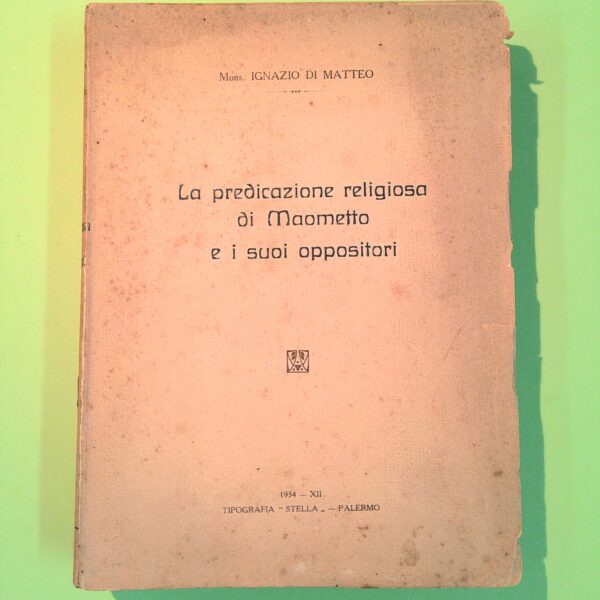 Mons. IGNAZIO DI MATTEO
La predicazione religiosa
di Maometto
e i suoi oppositori
1934 — XII
TIPOGRAFIA “ STELLA „ — PALERMO